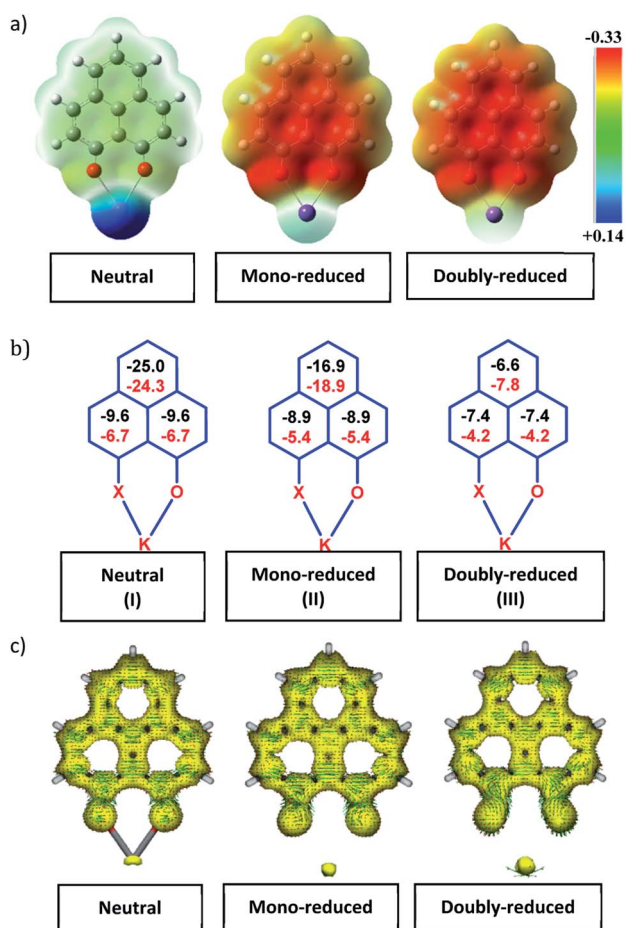 a)
-0.33
+0.14
Neutral
Mono-reduced
Doubly-reduced
b)
-25.0
-24.3
-9.6
-9.6
-6.7
-6.7
X
O
K
Neutral
(I)
-16.9
-18.9
-8.9
-8.9
-5.4
-5.4
X
O
K
Mono-reduced
(II)
-6.6
-7.8
-7.4
-7.4
-4.2
-4.2
X
O
K
Doubly-reduced
(III)
c)
Neutral
Mono-reduced
Doubly-reduced